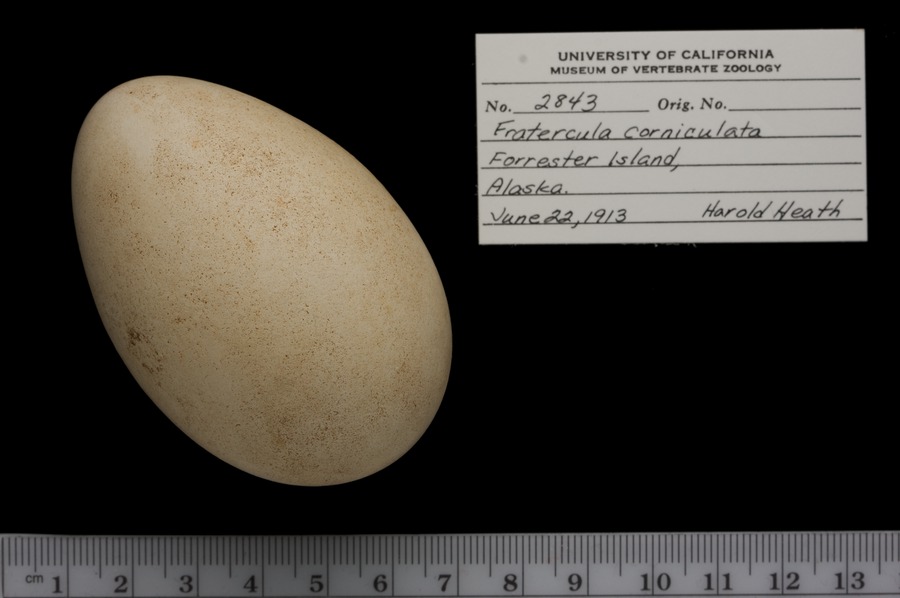 UNIVERSITY OF CALIFORNIA
MUSEUM OF VERTEBRATE ZOOLOGY
No. 2843 Orig. No.
Fratercula corniculata
Forrester Island,
Alaska.
June 22, 1913 Harold Heath
cm 1 2 3 4 5 6 7 8 9 10 11 12 13